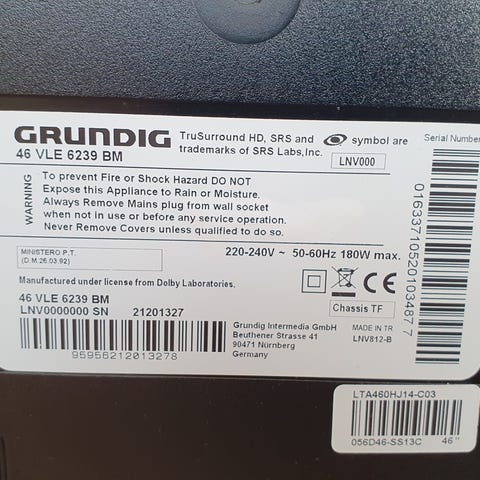 GRUNDIG
46 VLE 6239 BM
TruSurround HD, SRS and symbol are
trademarks of SRS Labs,Inc.
LNV000
Serial Number
WARNING
To prevent Fire or Shock Hazard DO NOT
Expose this Appliance to Rain or Moisture.
Always Remove Mains plug from wall socket
when not in use or before any service operation.
Never Remove Covers unless qualified to do so.
01633710520103487 7
MINISTERO P.T.
(D.M.26.03.92)
220-240V ~ 50-60Hz 180W max.
Manufactured under license from Dolby Laboratories.
CE
Chassis TF
46 VLE 6239 BM
LNV0000000 SN 21201327
95956212013278
Grundig Intermedia GmbH
Beuthener Strasse 41
90471 Nürnberg
Germany
MADE IN TR
LNV812-B
LTA460HJ14-C03
056D46-SS13C 46"